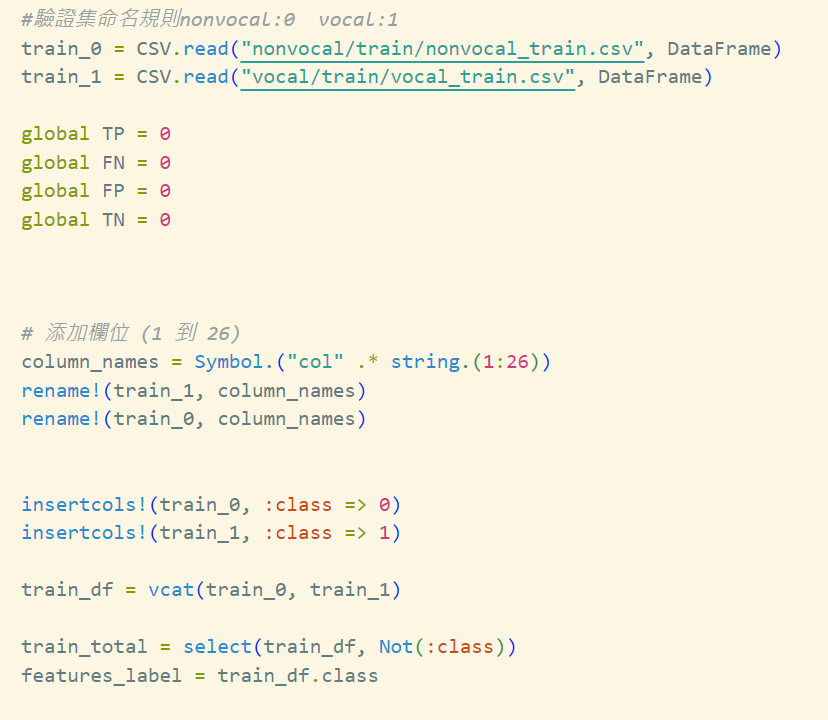 #驗證集命名規則nonvocal:0  vocal:1
train_0 = CSV.read("nonvocal/train/nonvocal_train.csv", DataFrame)
train_1 = CSV.read("vocal/train/vocal_train.csv", DataFrame)
global TP = 0
global FN = 0
global FP = 0
global TN = 0
# 添加欄位 (1 到 26)
column_names = Symbol.("col" .* string.(1:26))
rename!(train_1, column_names)
rename!(train_0, column_names)
insertcols!(train_0, :class => 0)
insertcols!(train_1, :class => 1)
train_df = vcat(train_0, train_1)
train_total = select(train_df, Not(:class))
features_label = train_df.class